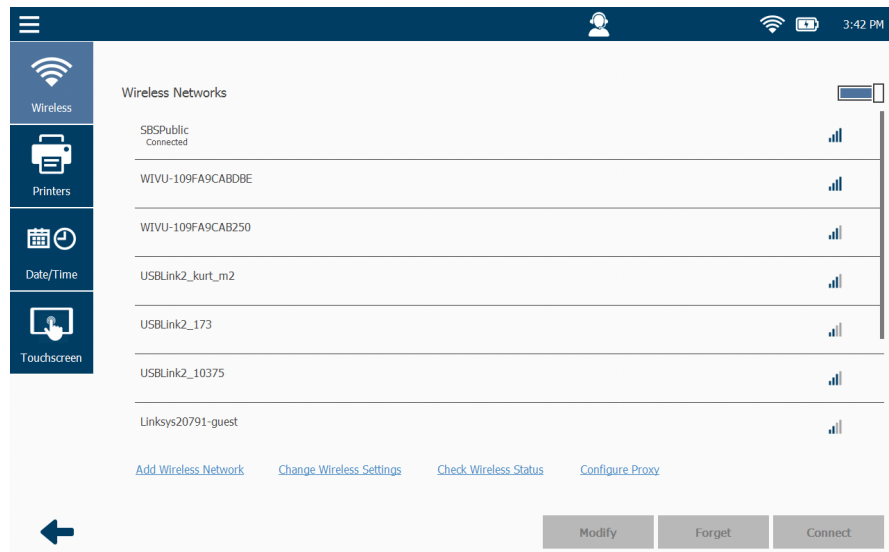 3:42 PM
Wireless
Printers
Date/Time
Touchscreen
Wireless Networks
SBSPublic
Connected
WIVU-109FA9CABDBE
WIVU-109FA9CAB250
USBLink2_kurt_m2
USBLink2_173
USBLink2_10375
Linksys20791-guest
Add Wireless Network Change Wireless Settings Check Wireless Status Configure Proxy
Modify Forget Connect